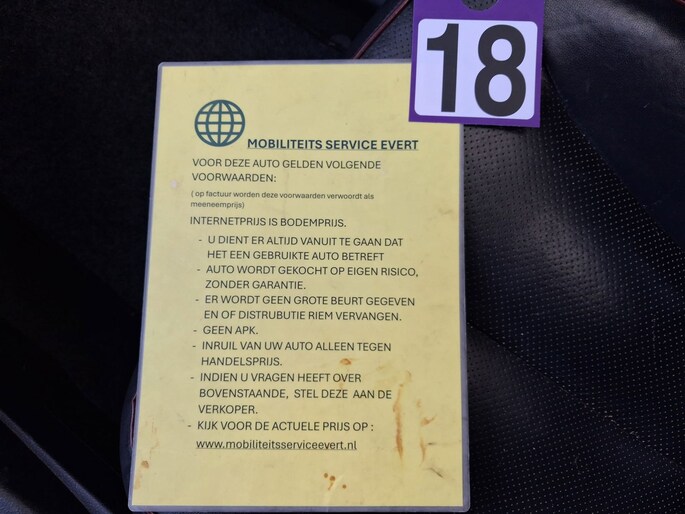 18
MOBILITEITS SERVICE EVERT
VOOR DEZE AUTO GELDEN VOLGENDE
VOORWAARDEN:
( op factuur worden deze voorwaarden verwoordt als
meeneemprijs)
INTERNETPRIJS IS BODEMPRIJS.
- U DIENT ER ALTIJD VANUIT TE GAAN DAT
HET EEN GEBRUIKTE AUTO BETREFT
- AUTO WORDT GEKOCHT OP EIGEN RISICO,
ZONDER GARANTIE.
- ER WORDT GEEN GROTE BEURT GEGEVEN
EN OF DISTRUBUTIE RIEM VERVANGEN.
- GEEN APK.
- INRUIL VAN UW AUTO ALLEEN TEGEN
HANDELSPRIJS.
- INDIEN U VRAGEN HEEFT OVER
BOVENSTAANDE, STEL DEZE AAN DE
VERKOPER.
- KIJK VOOR DE ACTUELE PRIJS OP :
www.mobiliteitsserviceevert.nl